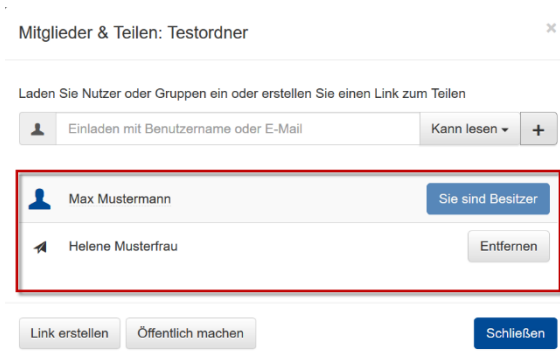 Mitglieder & Teilen: Testordner ×
Laden Sie Nutzer oder Gruppen ein oder erstellen Sie einen Link zum Teilen
Einladen mit Benutzername oder E-Mail Kann lesen +
Max Mustermann Sie sind Besitzer
Helene Musterfrau Entfernen
Link erstellen Öffentlich machen Schließen